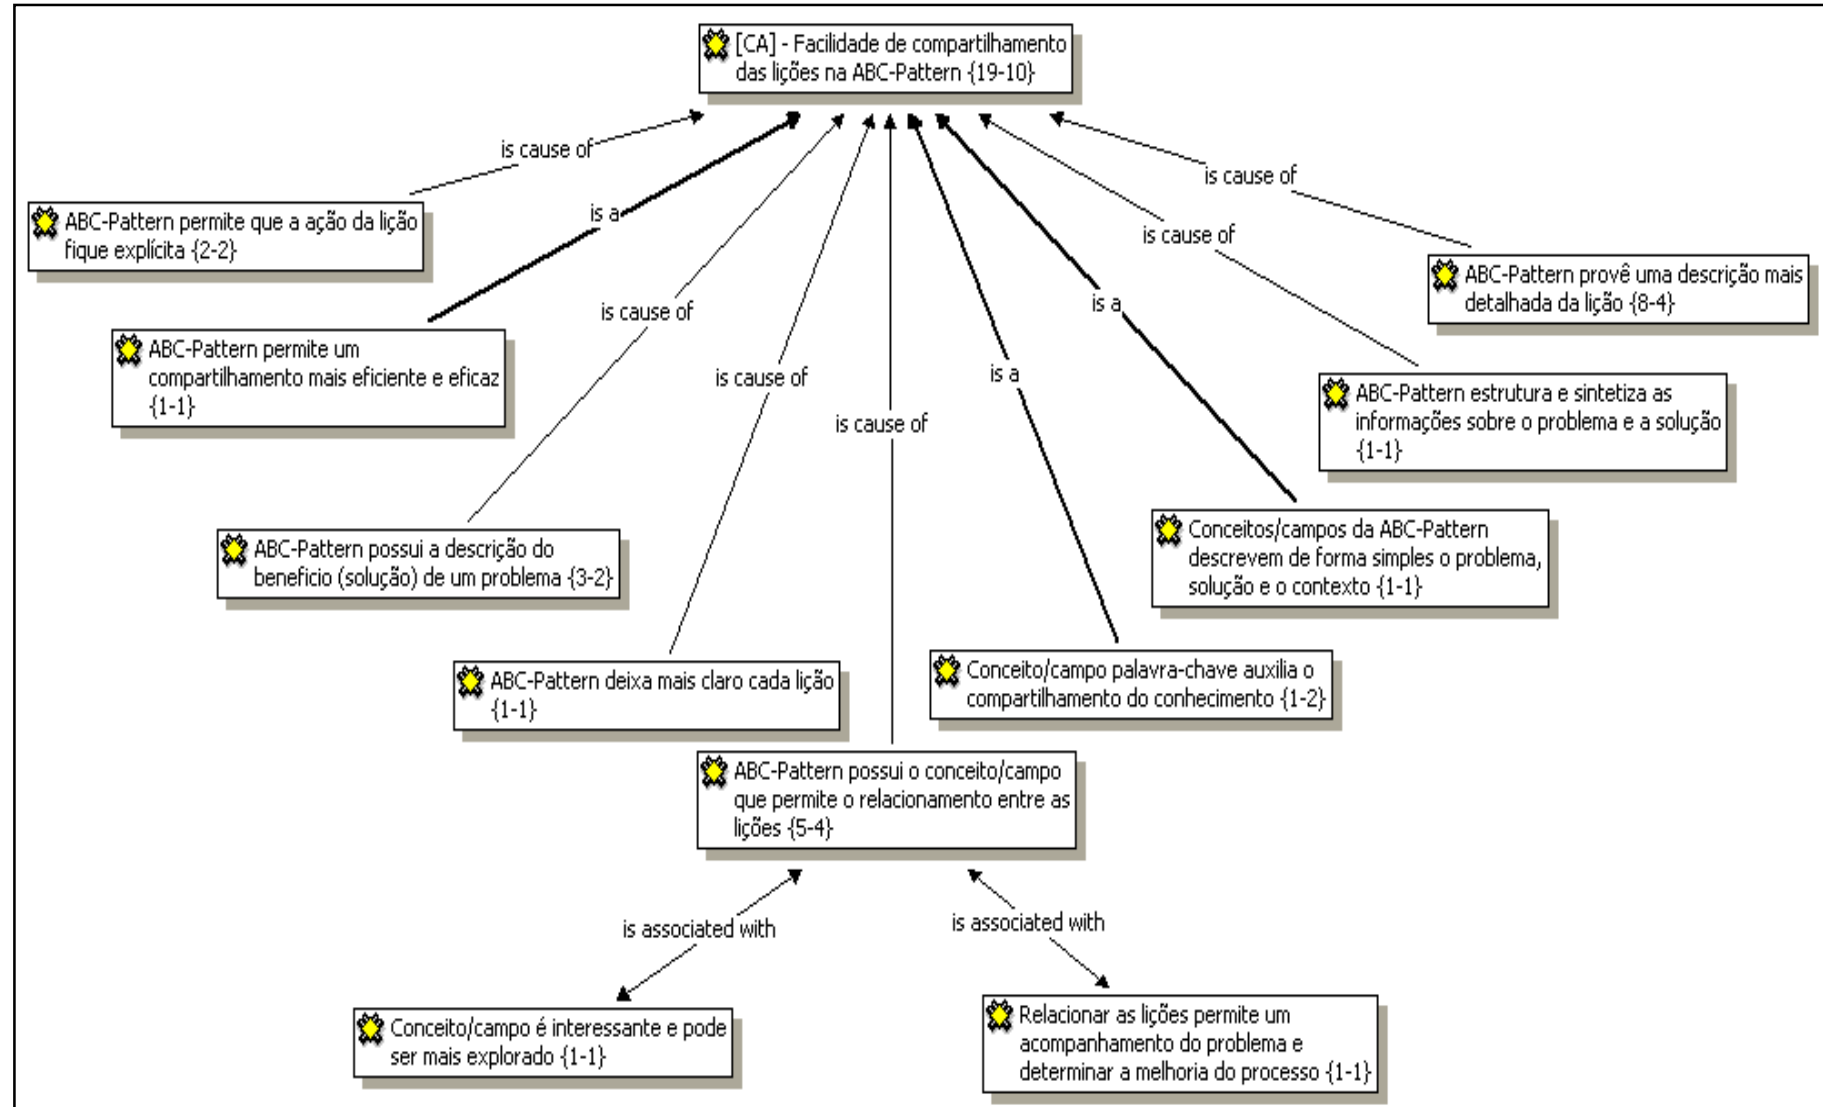 [CA] - Facilidade de compartilhamento
das lições na ABC-Pattern {19-10}
is cause of
is cause of
ABC-Pattern permite que a ação da lição
fique explícita {2-2}
is a
is cause of
ABC-Pattern provê uma descrição mais
detalhada da lição {8-4}
is cause of
is a
ABC-Pattern permite um
compartilhamento mais eficiente e eficaz
{1-1}
is cause of
is a
ABC-Pattern estrutura e sintetiza as
informações sobre o problema e a solução
{1-1}
is cause of
ABC-Pattern possui a descrição do
beneficio (solução) de um problema {3-2}
Conceitos/campos da ABC-Pattern
descrevem de forma simples o problema,
solução e o contexto {1-1}
ABC-Pattern deixa mais claro cada lição
{1-1}
Conceito/campo palavra-chave auxilia o
compartilhamento do conhecimento {1-2}
ABC-Pattern possui o conceito/campo
que permite o relacionamento entre as
lições {5-4}
is associated with
is associated with
Conceito/campo é interessante e pode
ser mais explorado {1-1}
Relacionar as lições permite um
acompanhamento do problema e
determinar a melhoria do processo {1-1}